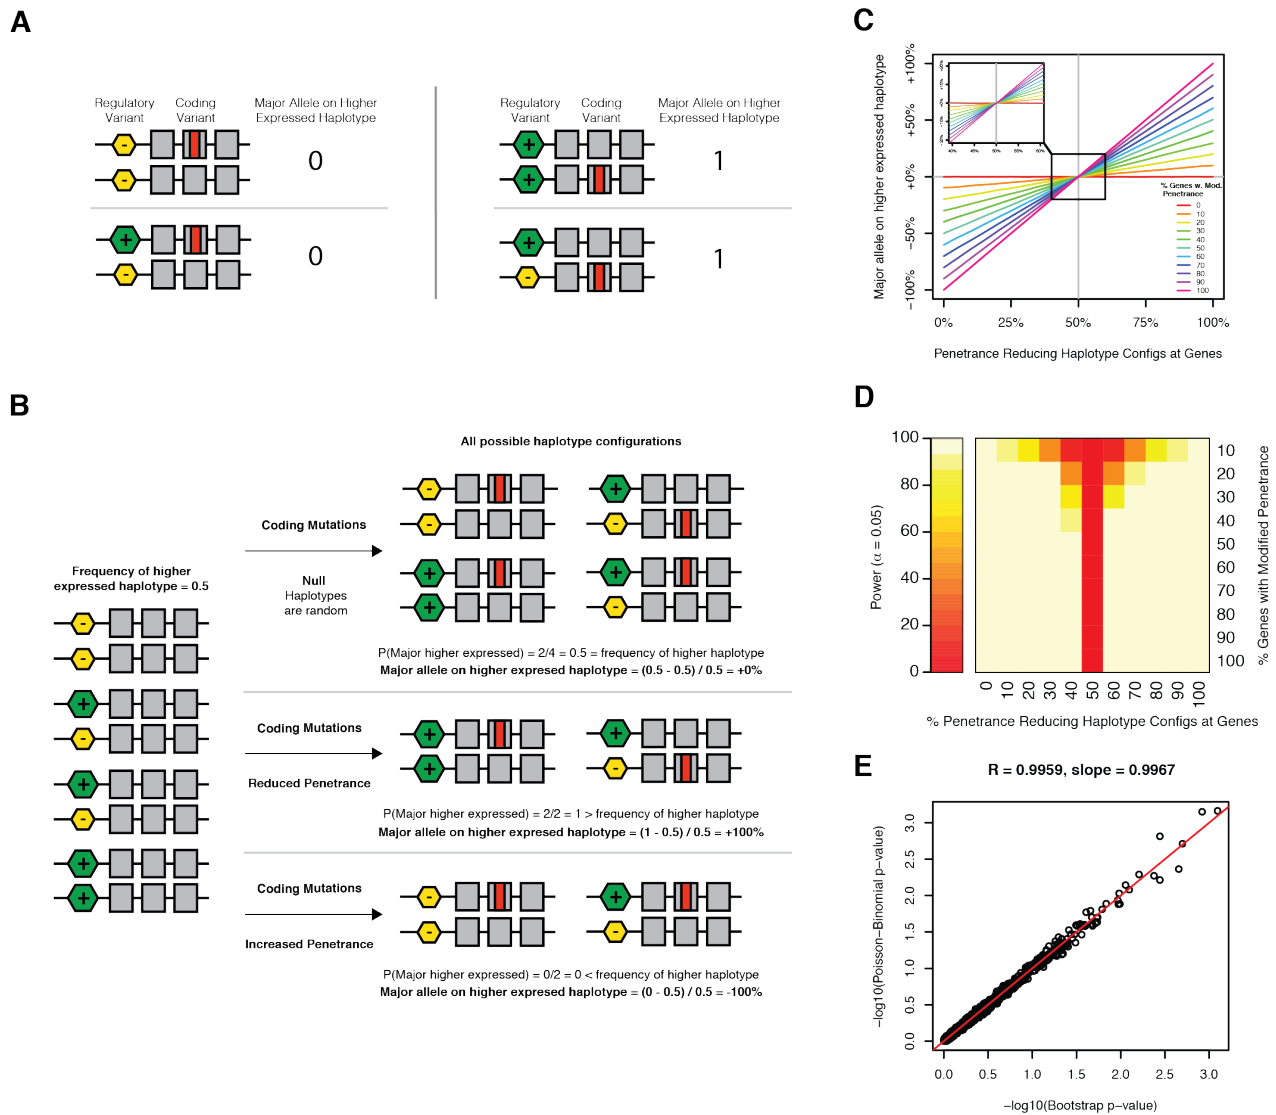 A
Regulatory Variant
Coding Variant
Major Allele on Higher Expressed Haplotype
-
-
0
+
-
0
Regulatory Variant
Coding Variant
Major Allele on Higher Expressed Haplotype
+
+
1
+
-
1
B
Frequency of higher
expressed haplotype = 0.5
-
-
+
-
+
-
+
+
All possible haplotype configurations
Coding Mutations
Null
Haplotypes
are random
-
-
+
-
+
+
+
-
P(Major higher expressed) = 2/4 = 0.5 = frequency of higher haplotype
Major allele on higher expresed haplotype = (0.5 - 0.5) / 0.5 = +0%
Coding Mutations
Reduced Penetrance
+
+
+
-
P(Major higher expressed) = 2/2 = 1 > frequency of higher haplotype
Major allele on higher expresed haplotype = (1 - 0.5) / 0.5 = +100%
Coding Mutations
Increased Penetrance
-
-
+
-
P(Major higher expressed) = 0/2 = 0 < frequency of higher haplotype
Major allele on higher expresed haplotype = (0 - 0.5) / 0.5 = -100%
C
Major allele on higher expressed haplotype
+100%
+50%
+0%
−50%
−100%
40% 45% 50% 55% 60%
% Genes w. Mod.
Penetrance
0
10
20
30
40
50
60
70
80
90
100
0% 25% 50% 75% 100%
Penetrance Reducing Haplotype Configs at Genes
D
Power (α = 0.05)
100
80
60
40
20
0
10
20
30
40
50
60
70
80
90
100
% Genes with Modified Penetrance
0 10 20 30 40 50 60 70 80 90 100
% Penetrance Reducing Haplotype Configs at Genes
E
R = 0.9959, slope = 0.9967
−log10(Poisson−Binomial p−value)
3.0
2.5
2.0
1.5
1.0
0.5
0.0
0.0 0.5 1.0 1.5 2.0 2.5 3.0
−log10(Bootstrap p−value)